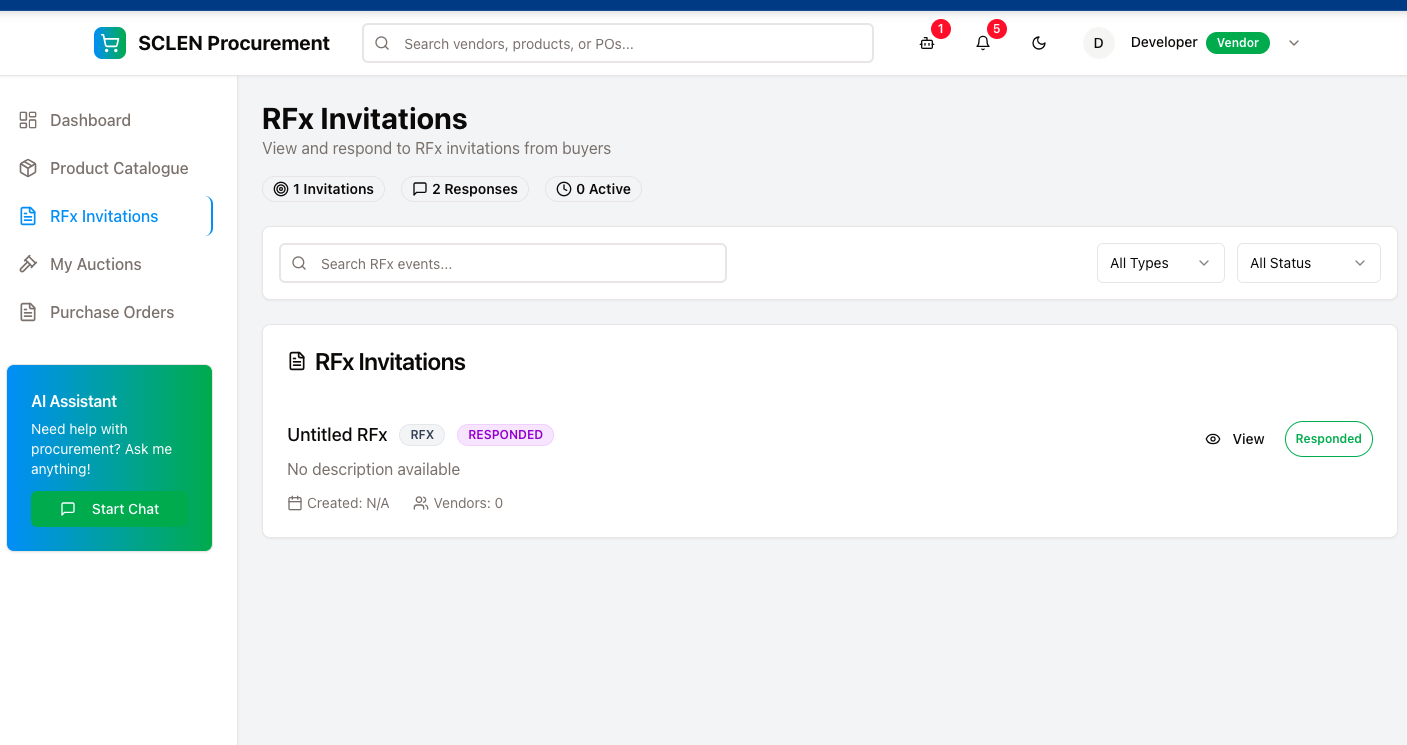 SCLEN Procurement
Search vendors, products, or POs...
1
5
D
Developer
Vendor
Dashboard
Product Catalogue
RFx Invitations
My Auctions
Purchase Orders
AI Assistant
Need help with
procurement? Ask me
anything!
Start Chat
RFx Invitations
View and respond to RFx invitations from buyers
1 Invitations
2 Responses
0 Active
Search RFx events...
All Types
All Status
RFx Invitations
Untitled RFx
RFX
RESPONDED
View
Responded
No description available
Created: N/A
Vendors: 0